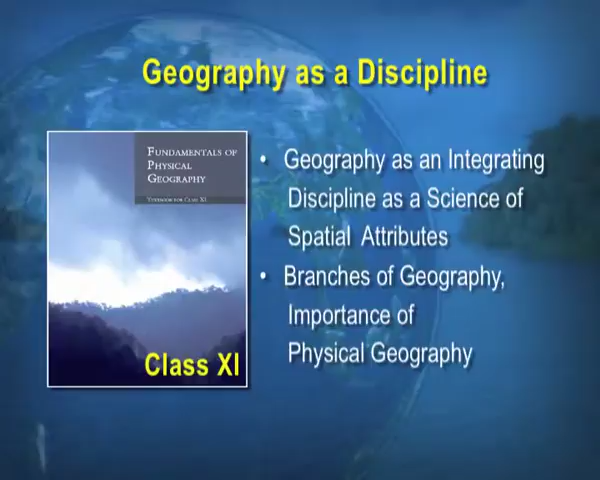 Geography as a Discipline
FUNDAMENTALS OF
PHYSICAL
GEOGRAPHY
TEXTBOOK FOR CLASS XI
Class XI
• Geography as an Integrating
Discipline as a Science of
Spatial Attributes
• Branches of Geography,
Importance of
Physical Geography